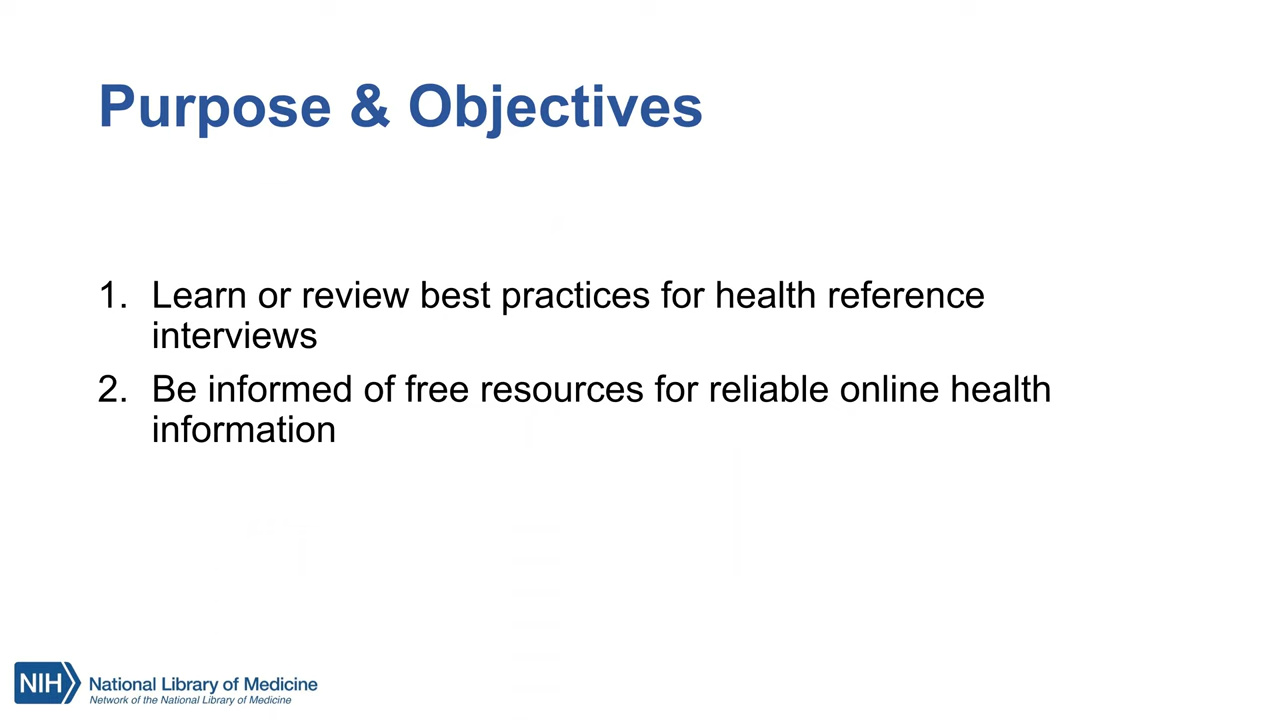 Purpose & Objectives
1. Learn or review best practices for health reference
interviews
2. Be informed of free resources for reliable online health
information
NIH National Library of Medicine
Network of the National Library of Medicine